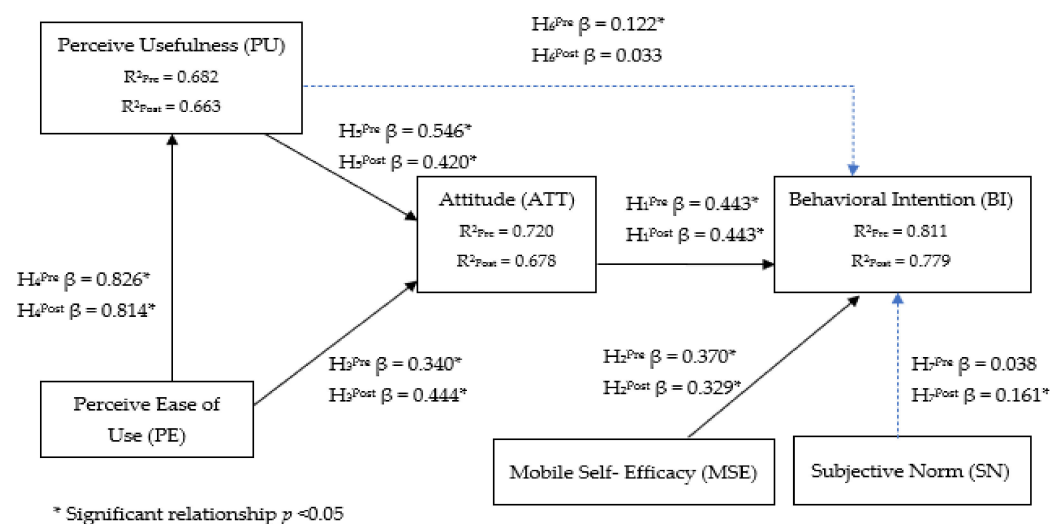 H₆ᴾʳᵉ β = 0.122*
H₆ᴾᵒˢᵗ β = 0.033
Perceive Usefulness (PU)
R²ₚᵣₑ = 0.682
R²ₚₒₛₜ = 0.663
H₅ᴾʳᵉ β = 0.546*
H₅ᴾᵒˢᵗ β = 0.420*
Attitude (ATT)
R²ₚᵣₑ = 0.720
R²ₚₒₛₜ = 0.678
H₁ᴾʳᵉ β = 0.443*
H₁ᴾᵒˢᵗ β = 0.443*
Behavioral Intention (BI)
R²ₚᵣₑ = 0.811
R²ₚₒₛₜ = 0.779
H₄ᴾʳᵉ β = 0.826*
H₄ᴾᵒˢᵗ β = 0.814*
H₃ᴾʳᵉ β = 0.340*
H₃ᴾᵒˢᵗ β = 0.444*
H₂ᴾʳᵉ β = 0.370*
H₂ᴾᵒˢᵗ β = 0.329*
H₇ᴾʳᵉ β = 0.038
H₇ᴾᵒˢᵗ β = 0.161*
Perceive Ease of
Use (PE)
Mobile Self- Efficacy (MSE)
Subjective Norm (SN)
* Significant relationship p <0.05